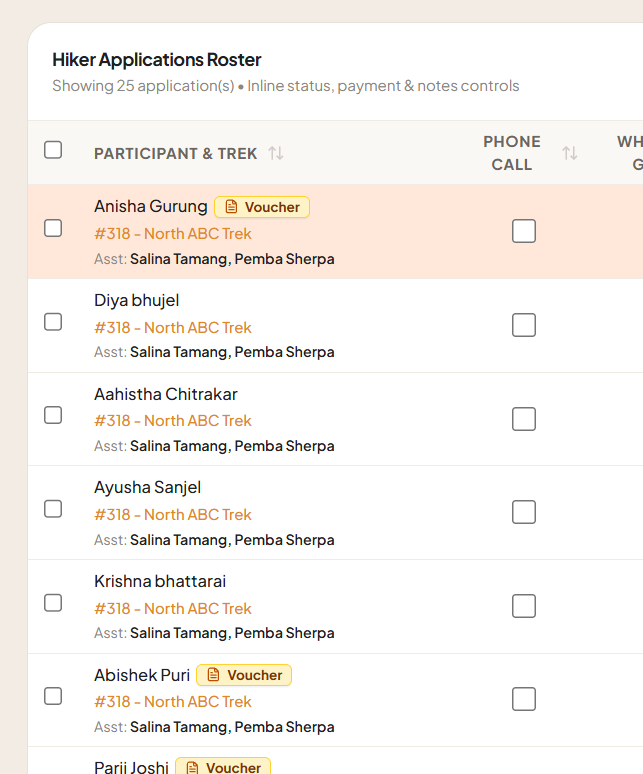 Hiker Applications Roster
Showing 25 application(s) • Inline status, payment & notes controls
PARTICIPANT & TREK
PHONE CALL
WH
G
Anisha Gurung Voucher
#318 - North ABC Trek
Asst: Salina Tamang, Pemba Sherpa
Diya bhujel
#318 - North ABC Trek
Asst: Salina Tamang, Pemba Sherpa
Aahistha Chitrakar
#318 - North ABC Trek
Asst: Salina Tamang, Pemba Sherpa
Ayusha Sanjel
#318 - North ABC Trek
Asst: Salina Tamang, Pemba Sherpa
Krishna bhattarai
#318 - North ABC Trek
Asst: Salina Tamang, Pemba Sherpa
Abishek Puri Voucher
#318 - North ABC Trek
Asst: Salina Tamang, Pemba Sherpa
Parii Joshi Voucher